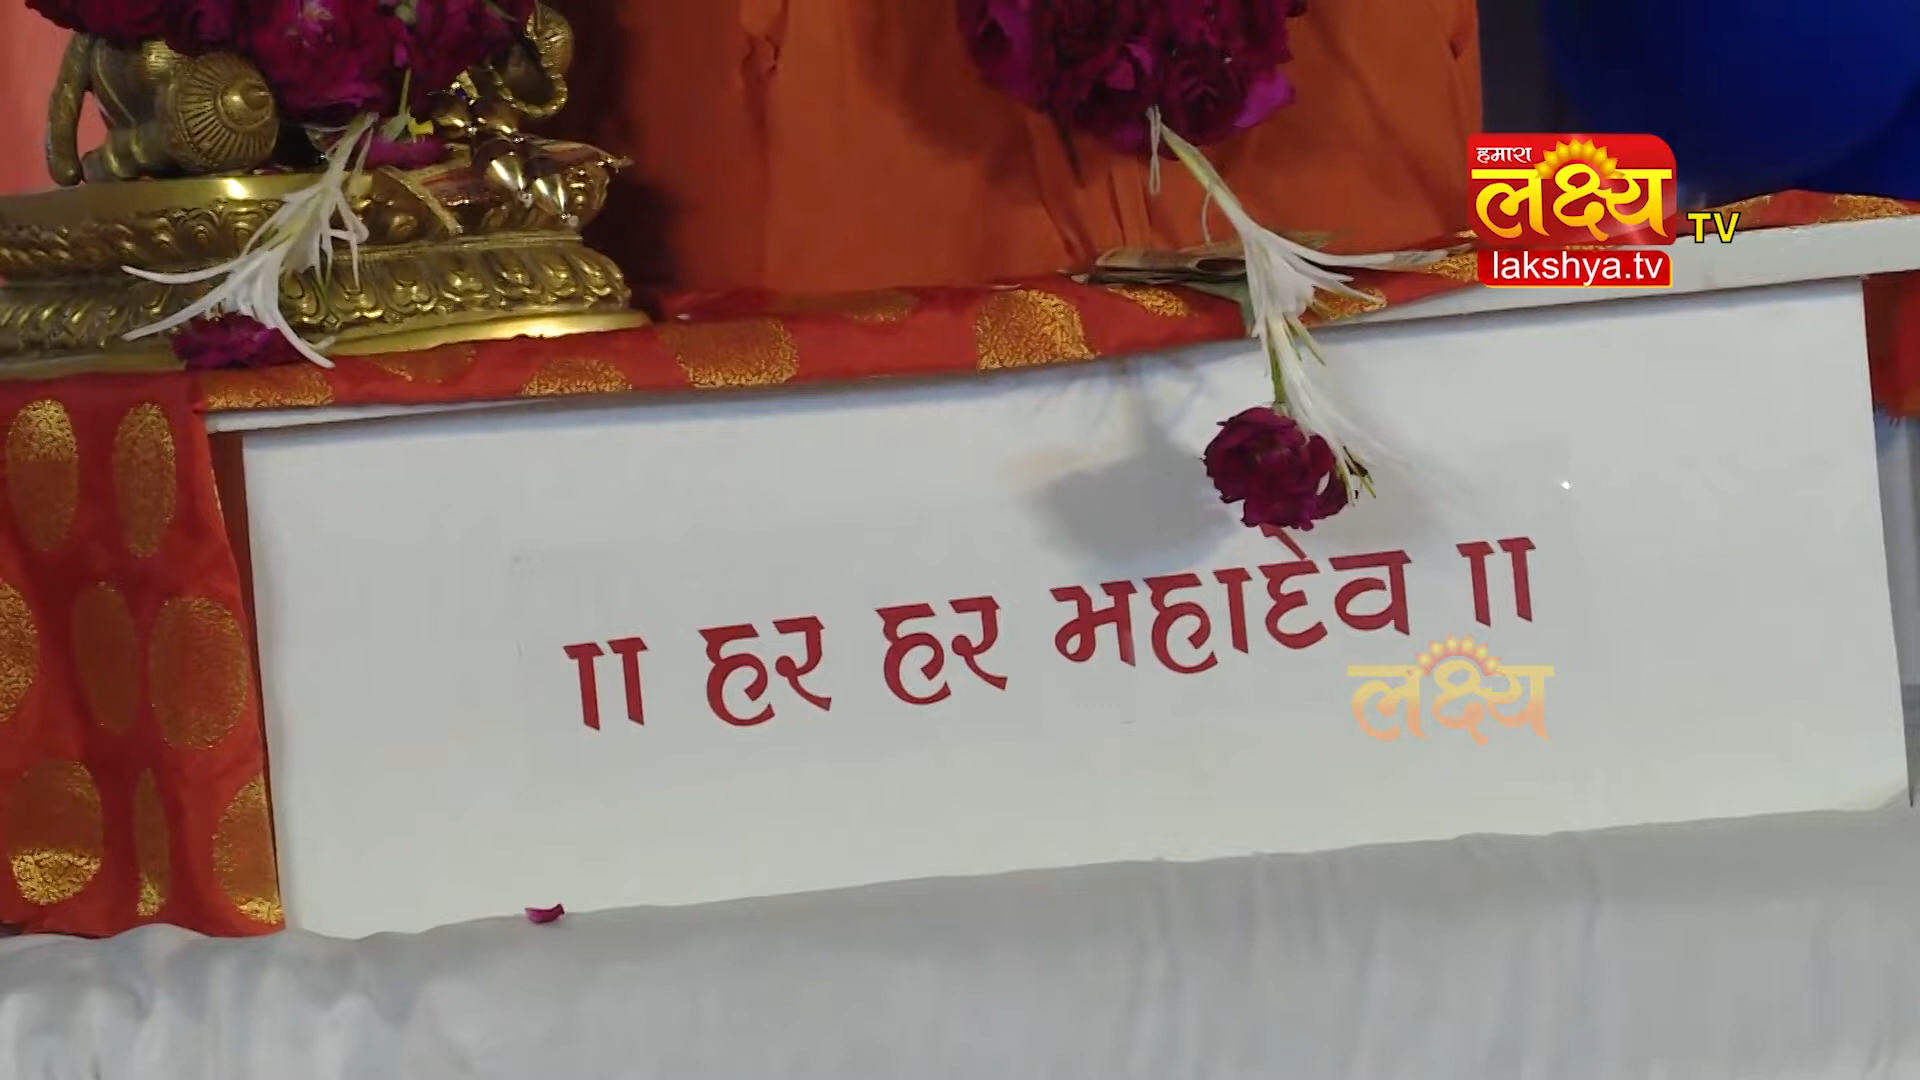 हमारा
लक्ष्य TV
lakshya.tv
॥ हर हर महादेव ॥
लक्ष्य